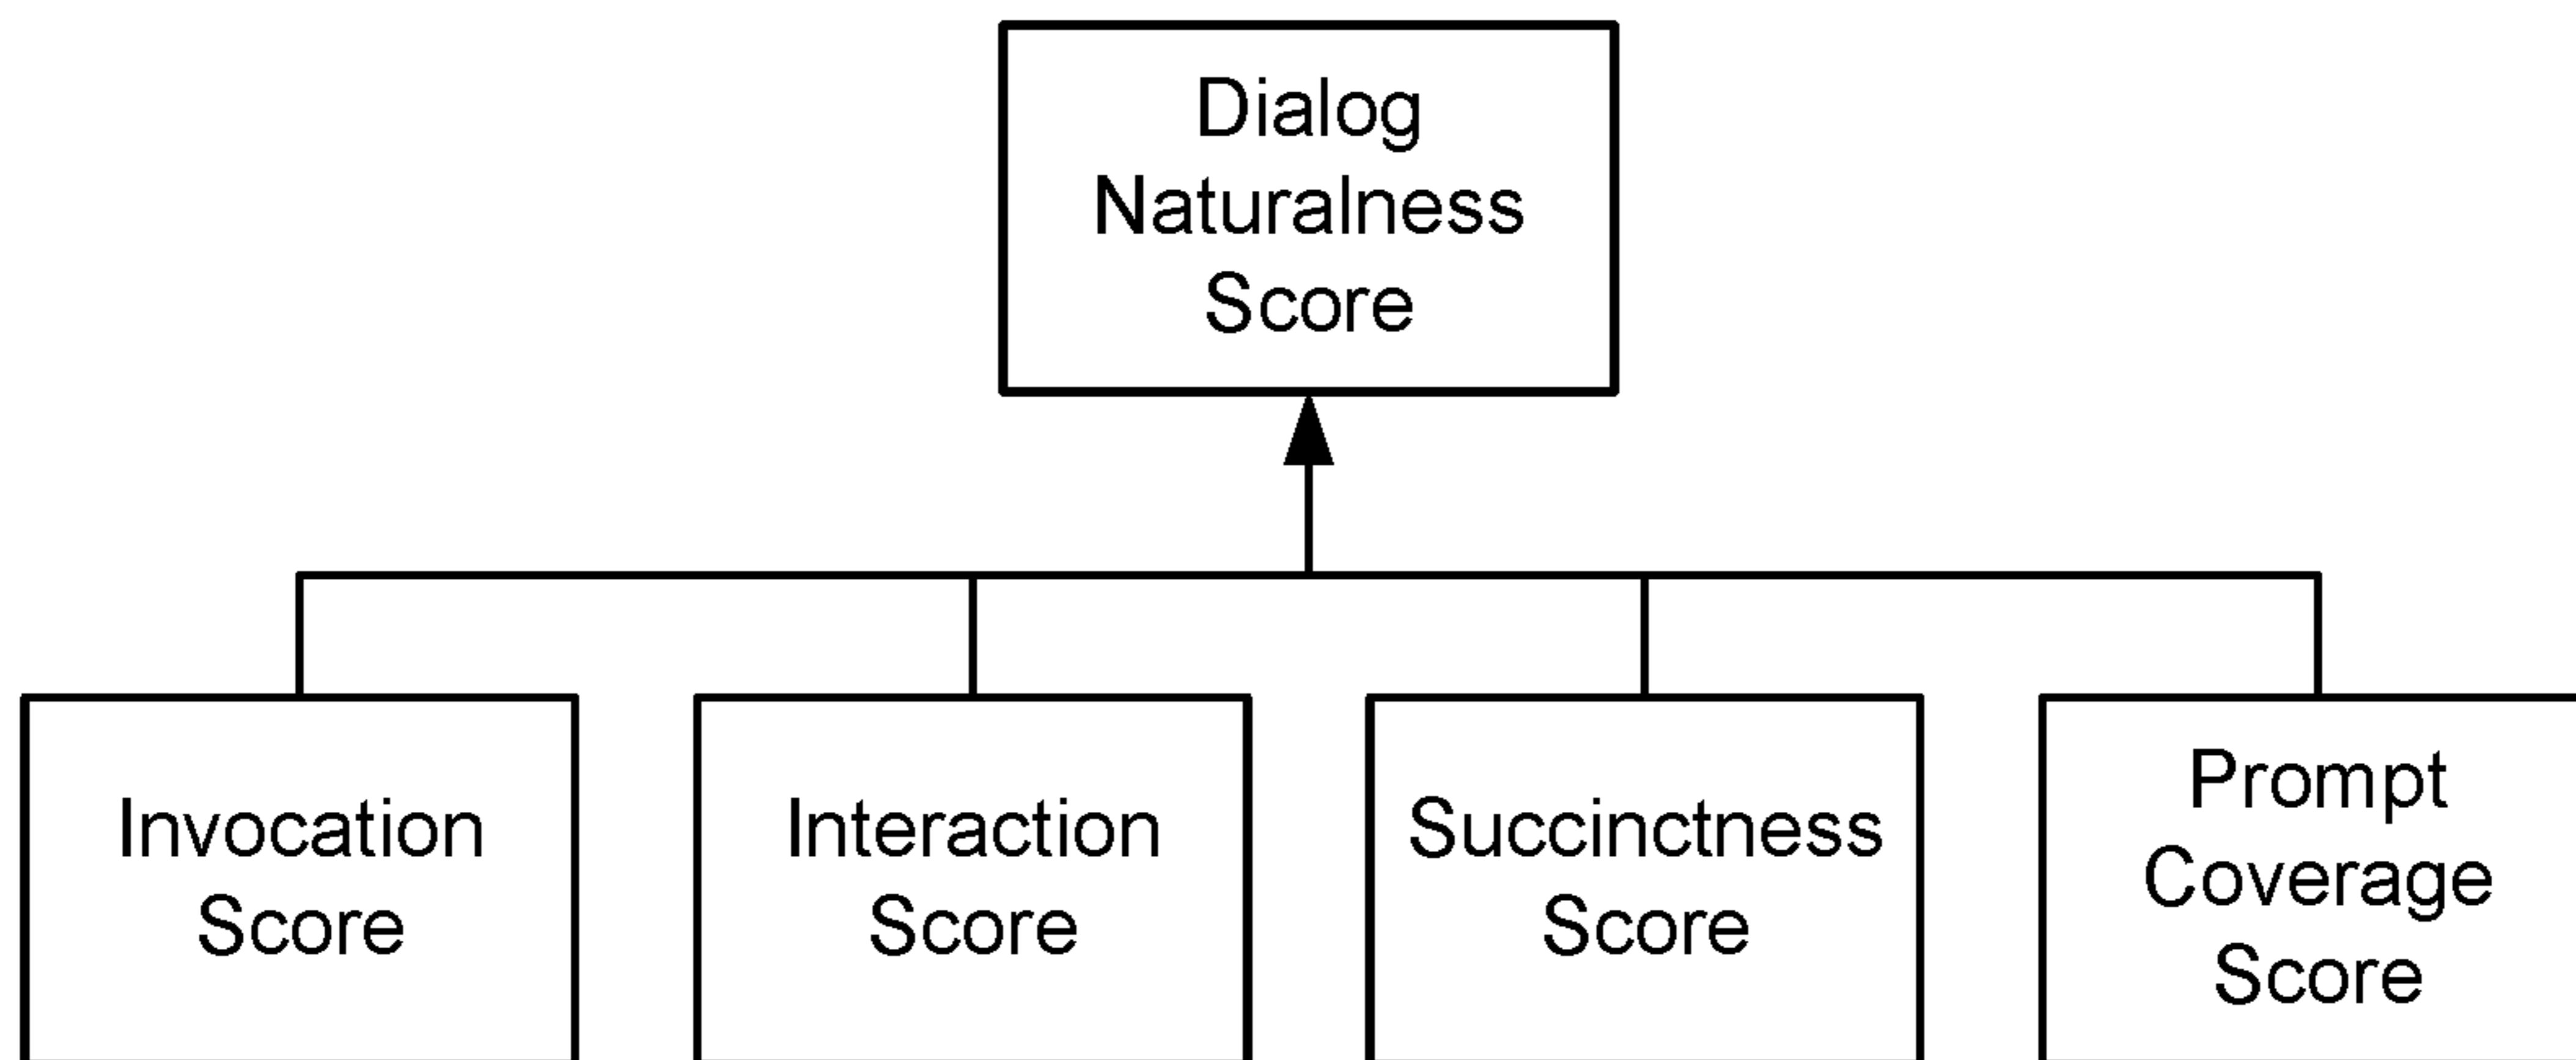 Dialog
Naturalness
Score
Invocation
Score
Interaction
Score
Succinctness
Score
Prompt
Coverage
Score